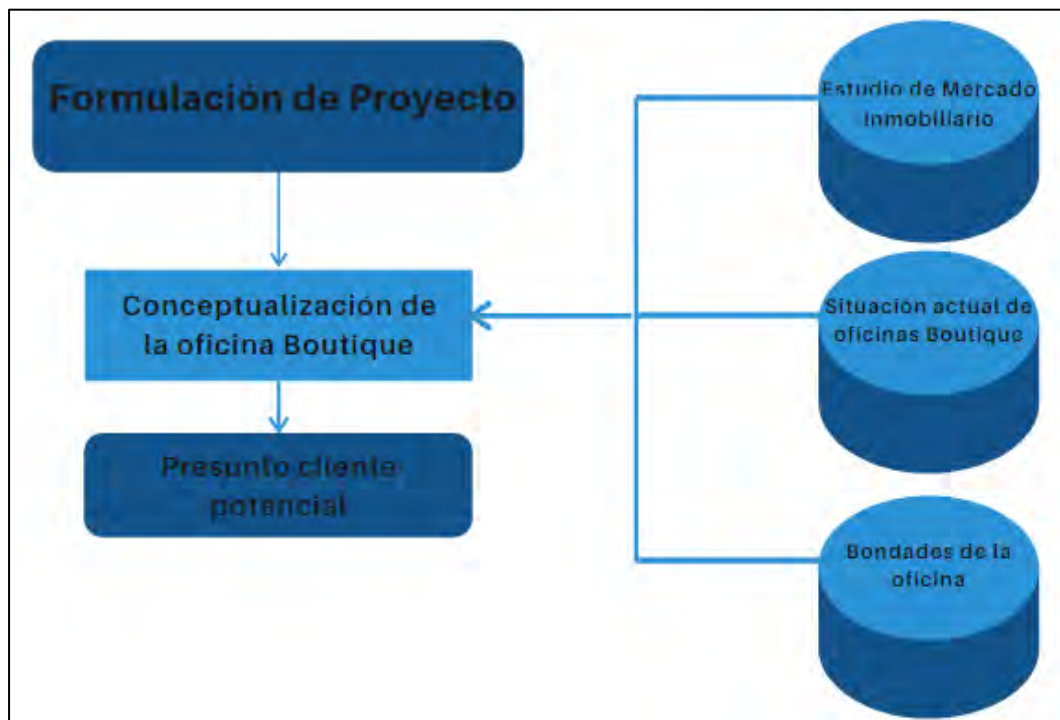 Formulación de Proyecto
Conceptualización de
la oficina Boutique
Presunto cliente
potencial
Estudio de Mercado
Inmobiliario
Situación actual de
oficinas Boutique
Bondades de la
oficina